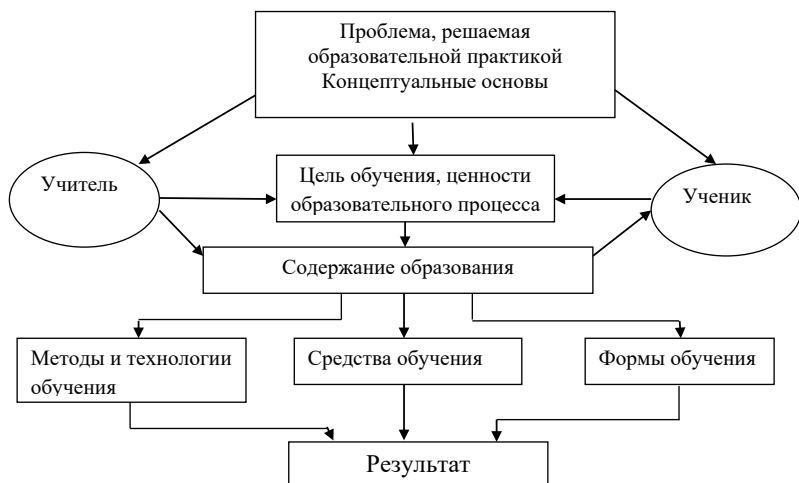 Проблема, решаемая
образовательной практикой
Концептуальные основы
Учитель
Цель обучения, ценности
образовательного процесса
Ученик
Содержание образования
Методы и технологии
обучения
Средства обучения
Формы обучения
Результат